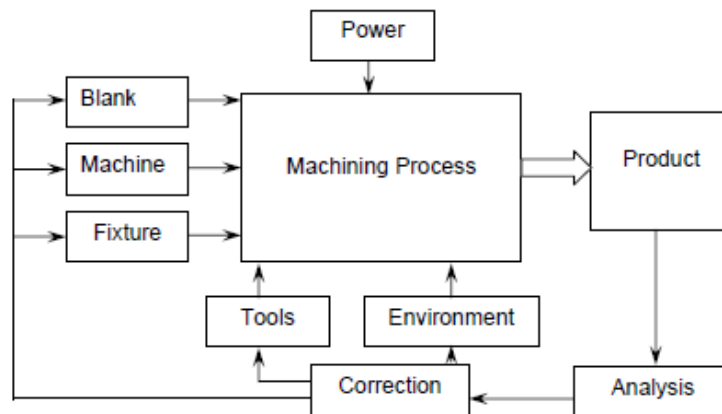 Power
Blank
Machine
Fixture
Machining Process
Product
Tools
Environment
Correction
Analysis